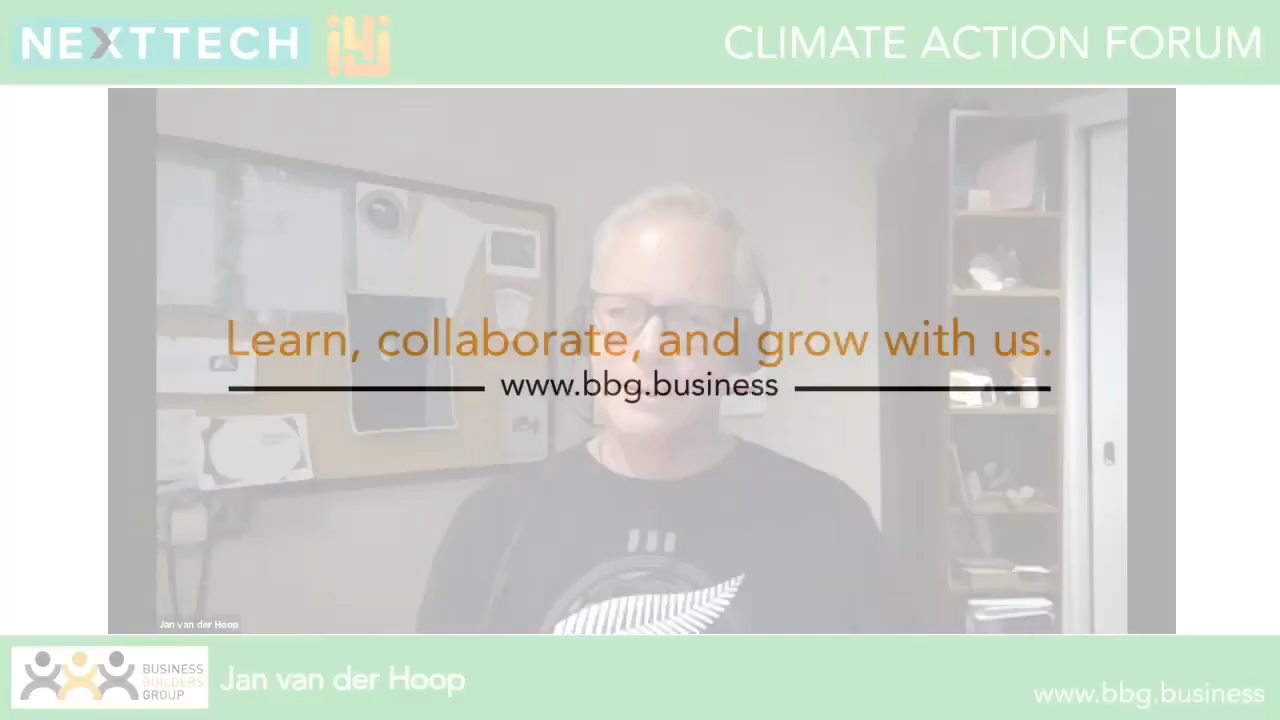 NEXTTECH
CLIMATE ACTION FORUM
Learn, collaborate, and grow with us.
www.bbg.business
Jan van der Hoop
BUSINESS
BUILDERS
GROUP
Jan van der Hoop
www.bbg.business